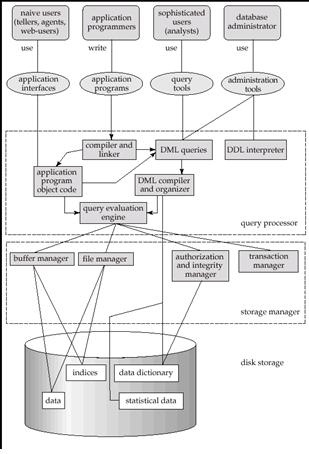 naive users
(tellers, agents,
web-users)
application
programmers
sophisticated
users
(analysts)
database
administrator
use
write
use
use
application
interfaces
application
programs
query
tools
administration
tools
compiler and
linker
DML queries
DDL interpreter
application
program
object code
DML compiler
and organizer
query evaluation
engine
query processor
buffer manager
file manager
authorization
and integrity
manager
transaction
manager
storage manager
disk storage
indices
data dictionary
data
statistical data